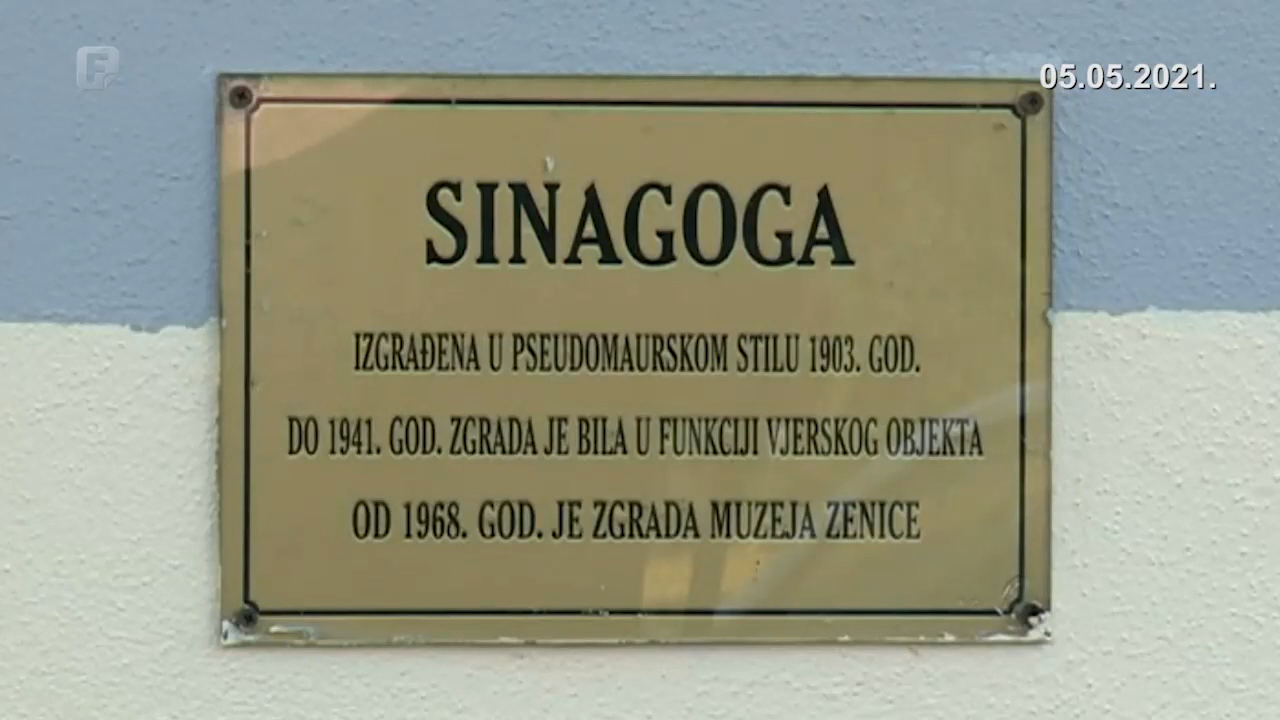 F
05.05.2021.
SINAGOGA
IZGRAĐENA U PSEUDOMAURSKOM STILU 1903. GOD.
DO 1941. GOD. ZGRADA JE BILA U FUNKCIJI VJERSKOG OBJEKTA
OD 1968. GOD. JE ZGRADA MUZEJA ZENICE